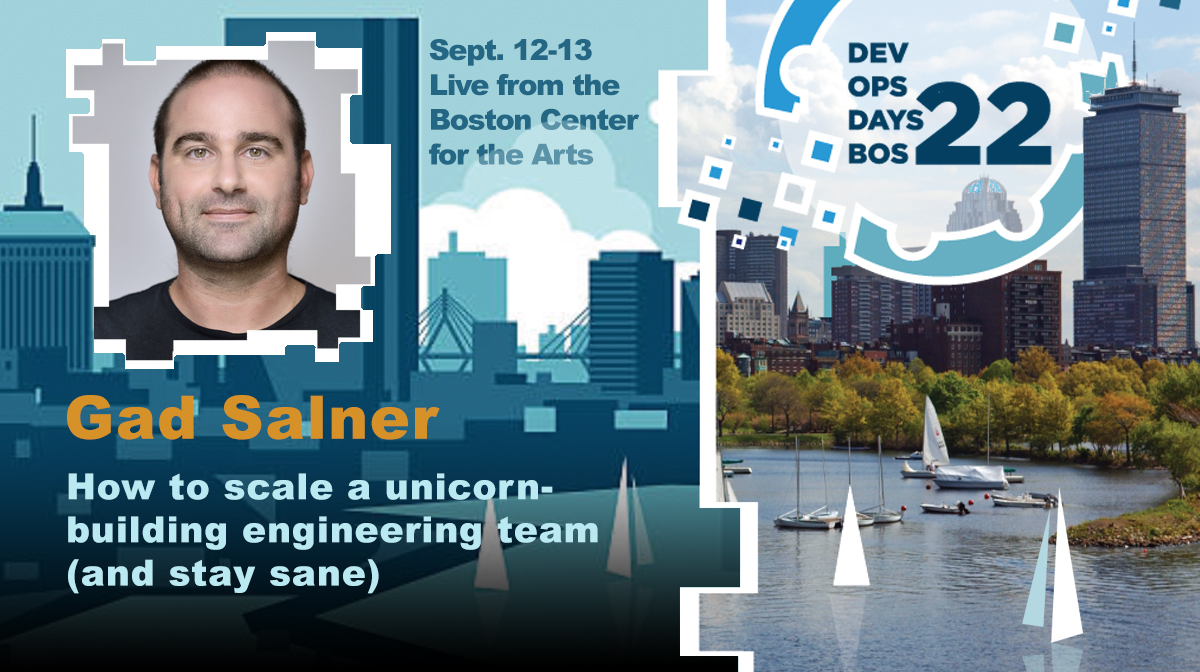 Sept. 12-13
Live from the
Boston Center
for the Arts
DEV
OPS
DAYS
BOS
22
Gad Salner
How to scale a unicorn-
building engineering team
(and stay sane)